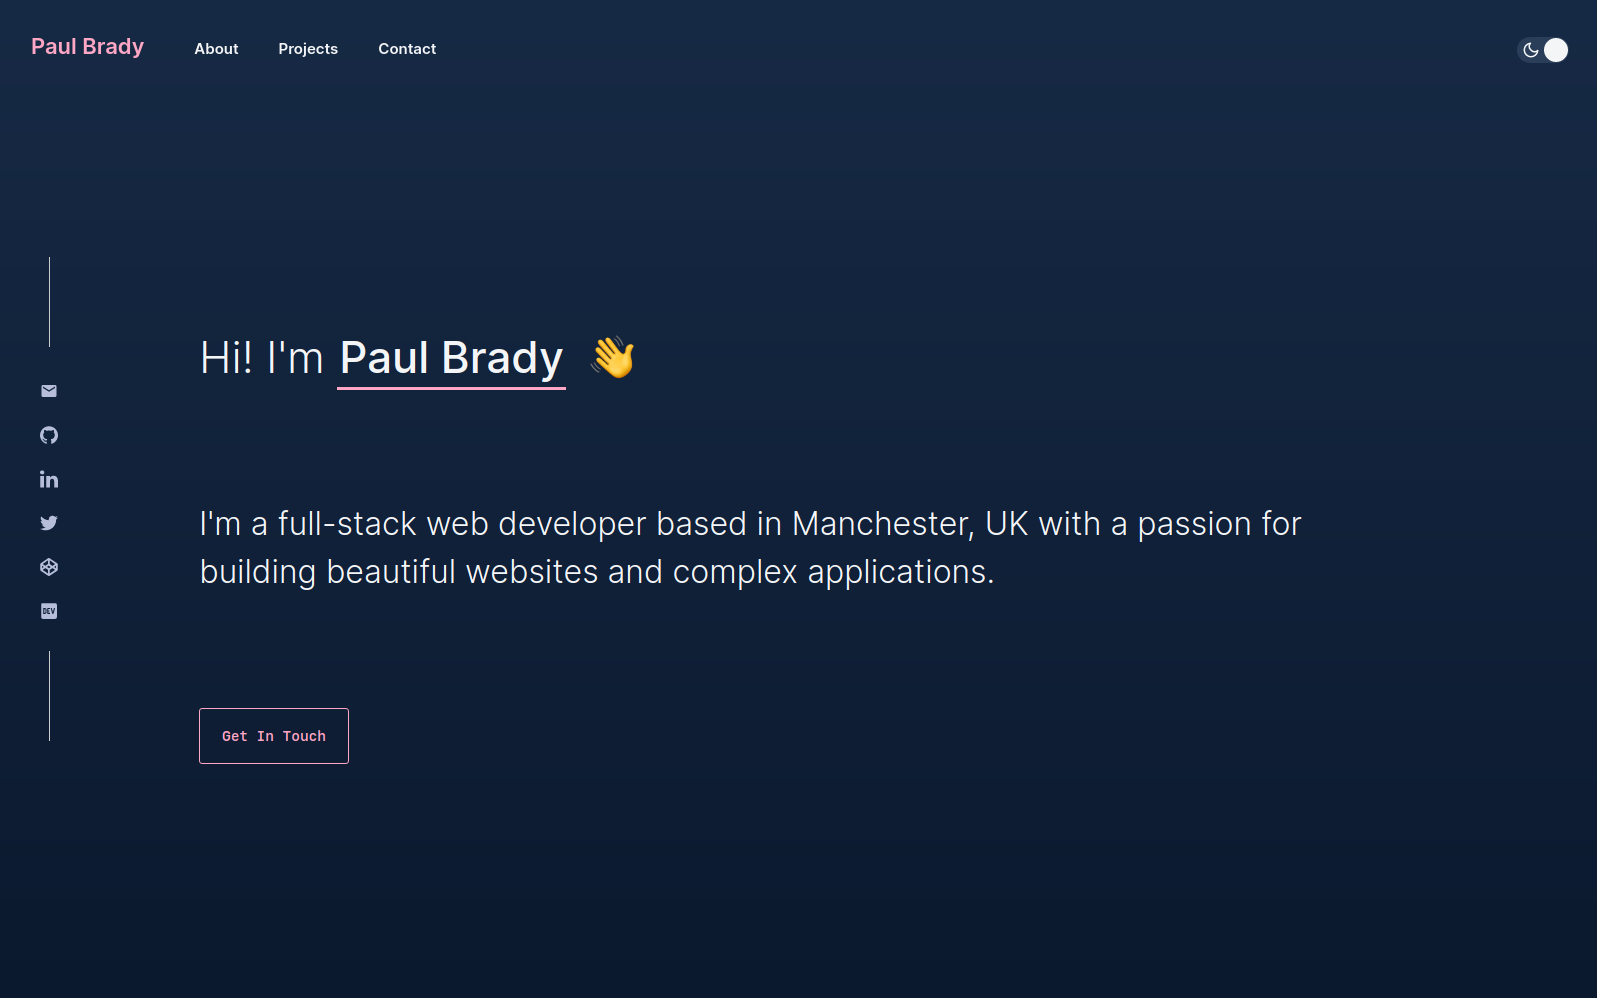 Paul Brady
About
Projects
Contact
Hi! I'm Paul Brady 👋
I'm a full-stack web developer based in Manchester, UK with a passion for
building beautiful websites and complex applications.
DEV
Get In Touch